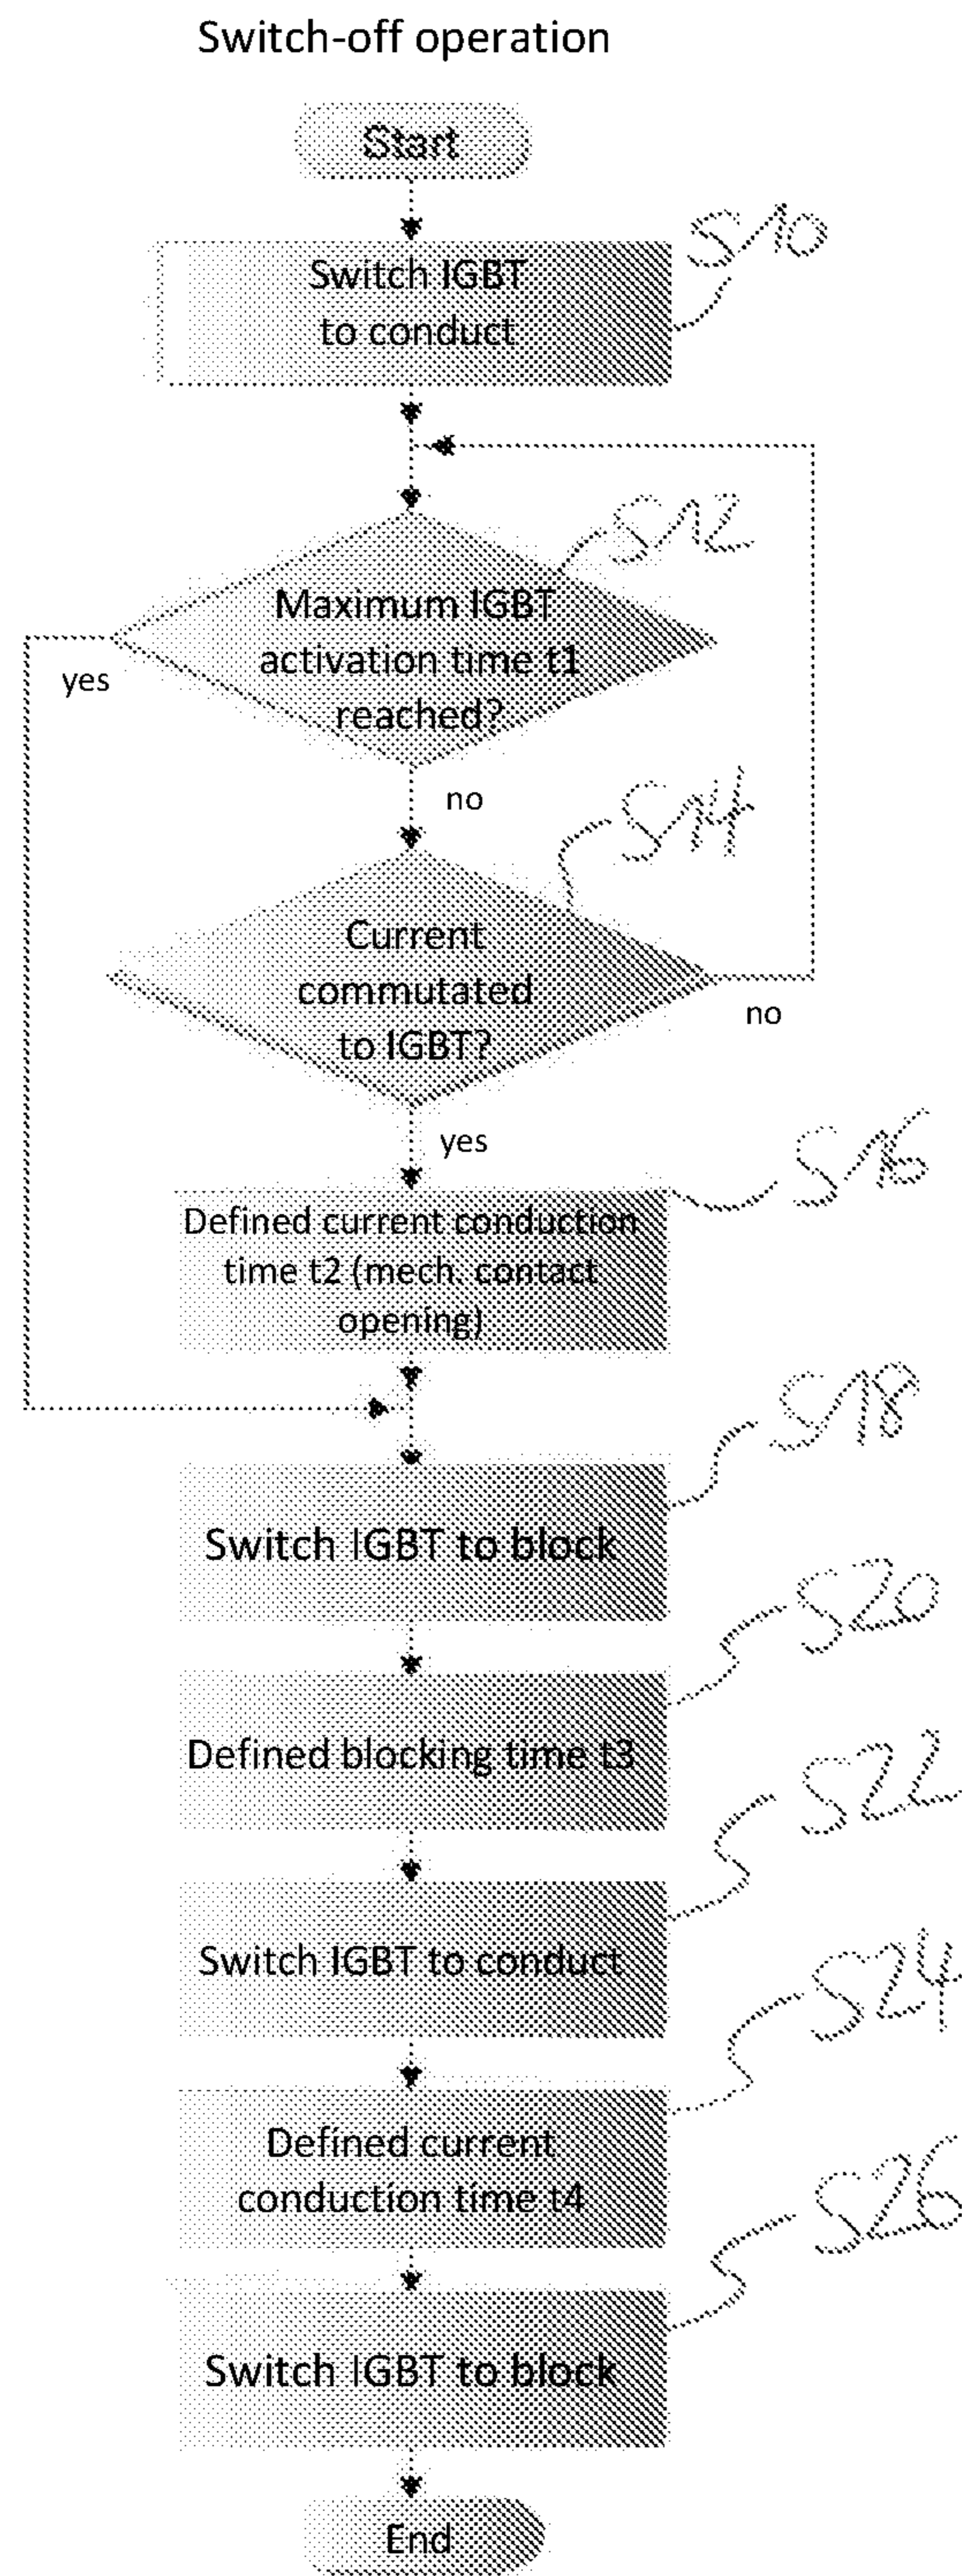 Switch-off operation
Start
S10
Switch IGBT
to conduct
S12
Maximum IGBT
activation time t1
reached?
yes
no
S14
Current
commutated
to IGBT?
no
yes
S16
Defined current conduction
time t2 (mech. contact
opening)
S18
Switch IGBT to block
S20
Defined blocking time t3
S22
Switch IGBT to conduct
S24
Defined current
conduction time t4
S26
Switch IGBT to block
End